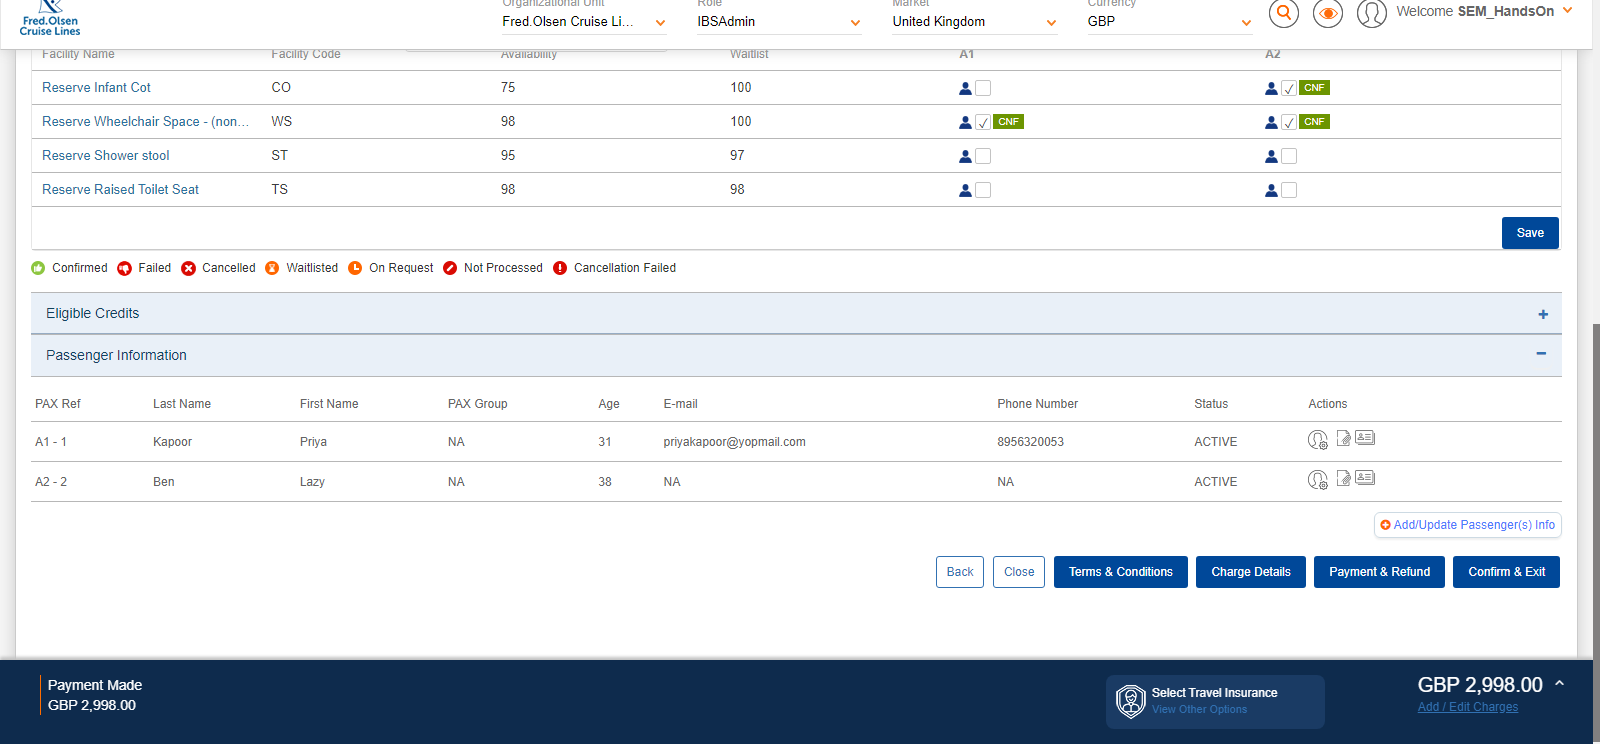 Fred.Olsen
Cruise Lines
Organizational Unit
Fred.Olsen Cruise Li...
Role
IBSAdmin
Market
United Kingdom
Currency
GBP
Welcome SEM_HandsOn
Facility Name Facility Code Availability Waitlist A1 A2
Reserve Infant Cot CO 75 100 CNF
Reserve Wheelchair Space - (non... WS 98 100 CNF CNF
Reserve Shower stool ST 95 97
Reserve Raised Toilet Seat TS 98 98
Save
Confirmed Failed Cancelled Waitlisted On Request Not Processed Cancellation Failed
Eligible Credits
Passenger Information
PAX Ref Last Name First Name PAX Group Age E-mail Phone Number Status Actions
A1 - 1 Kapoor Priya NA 31 priyakapoor@yopmail.com 8956320053 ACTIVE
A2 - 2 Ben Lazy NA 38 NA NA ACTIVE
Add/Update Passenger(s) Info
Back Close Terms & Conditions Charge Details Payment & Refund Confirm & Exit
Payment Made
GBP 2,998.00
Select Travel Insurance
View Other Options
GBP 2,998.00
Add / Edit Charges